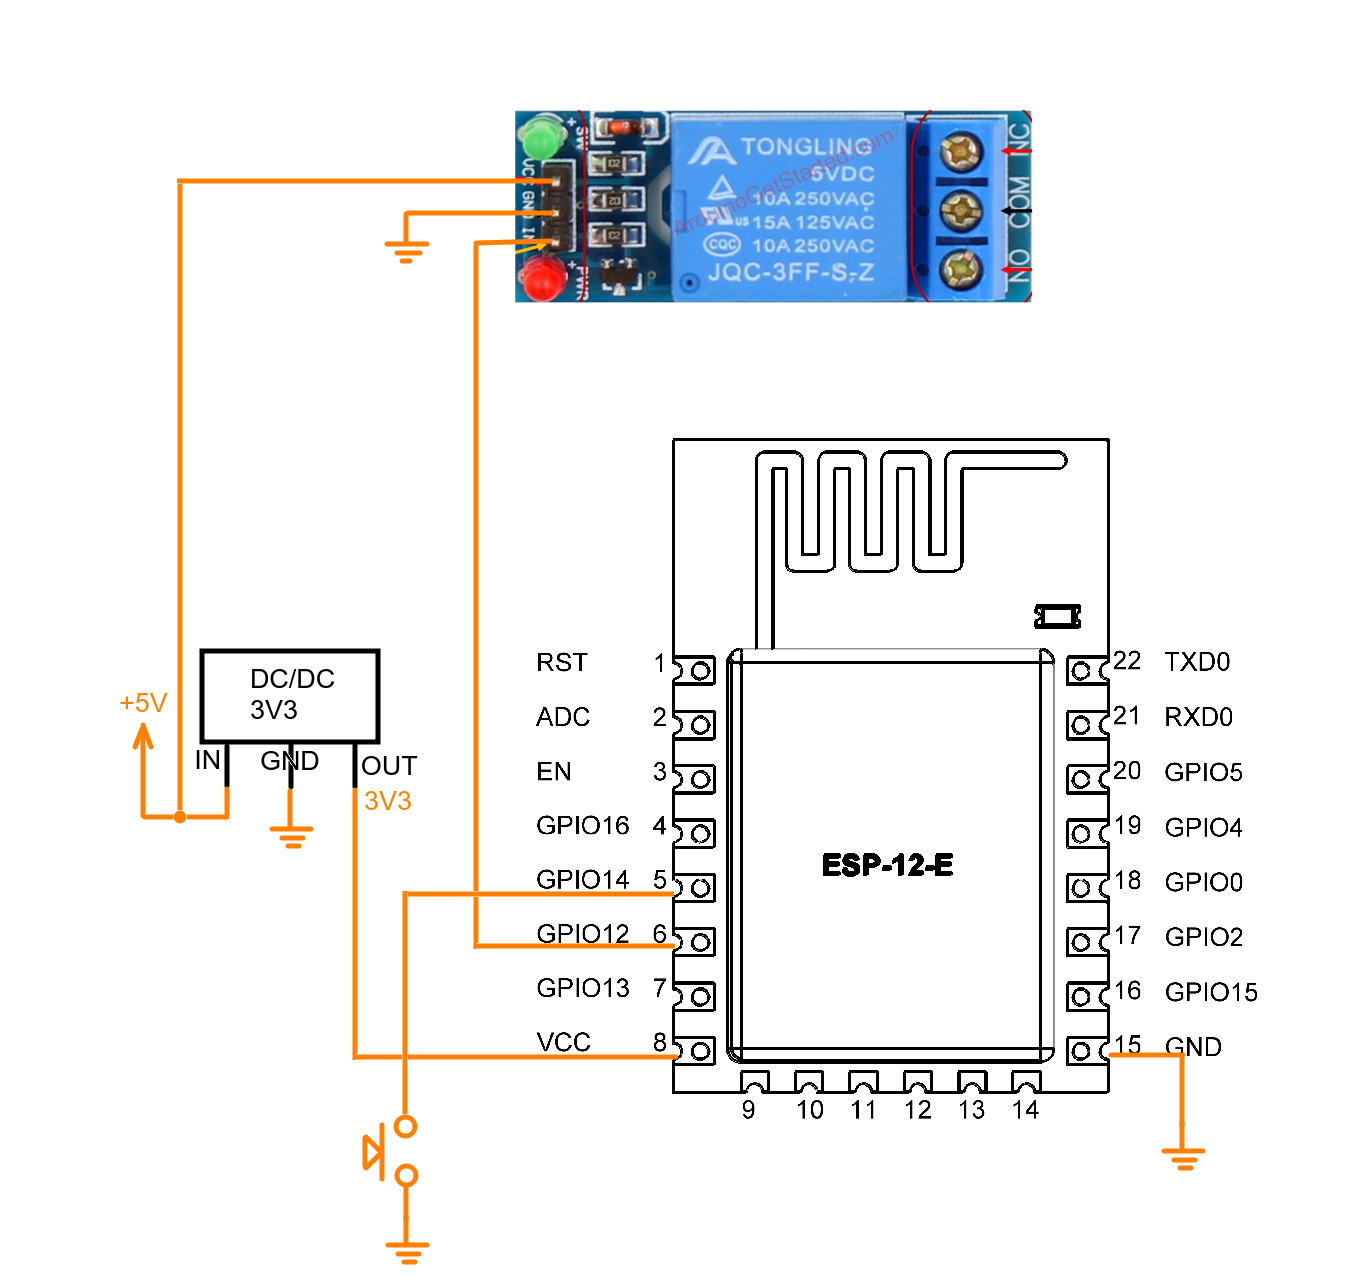 VCC GND IN
TONGLING
5VDC
10A 250VAC
US 15A 125VAC
CQC 10A 250VAC
JQC-3FF-S-Z
ArduinoGetStarted.com
NC
COM
NO
+5V
DC/DC
3V3
IN
GND
OUT
3V3
RST 1
ADC 2
EN 3
GPIO16 4
GPIO14 5
GPIO12 6
GPIO13 7
VCC 8
ESP-12-E
22 TXD0
21 RXD0
20 GPIO5
19 GPIO4
18 GPIO0
17 GPIO2
16 GPIO15
15 GND
9 10 11 12 13 14